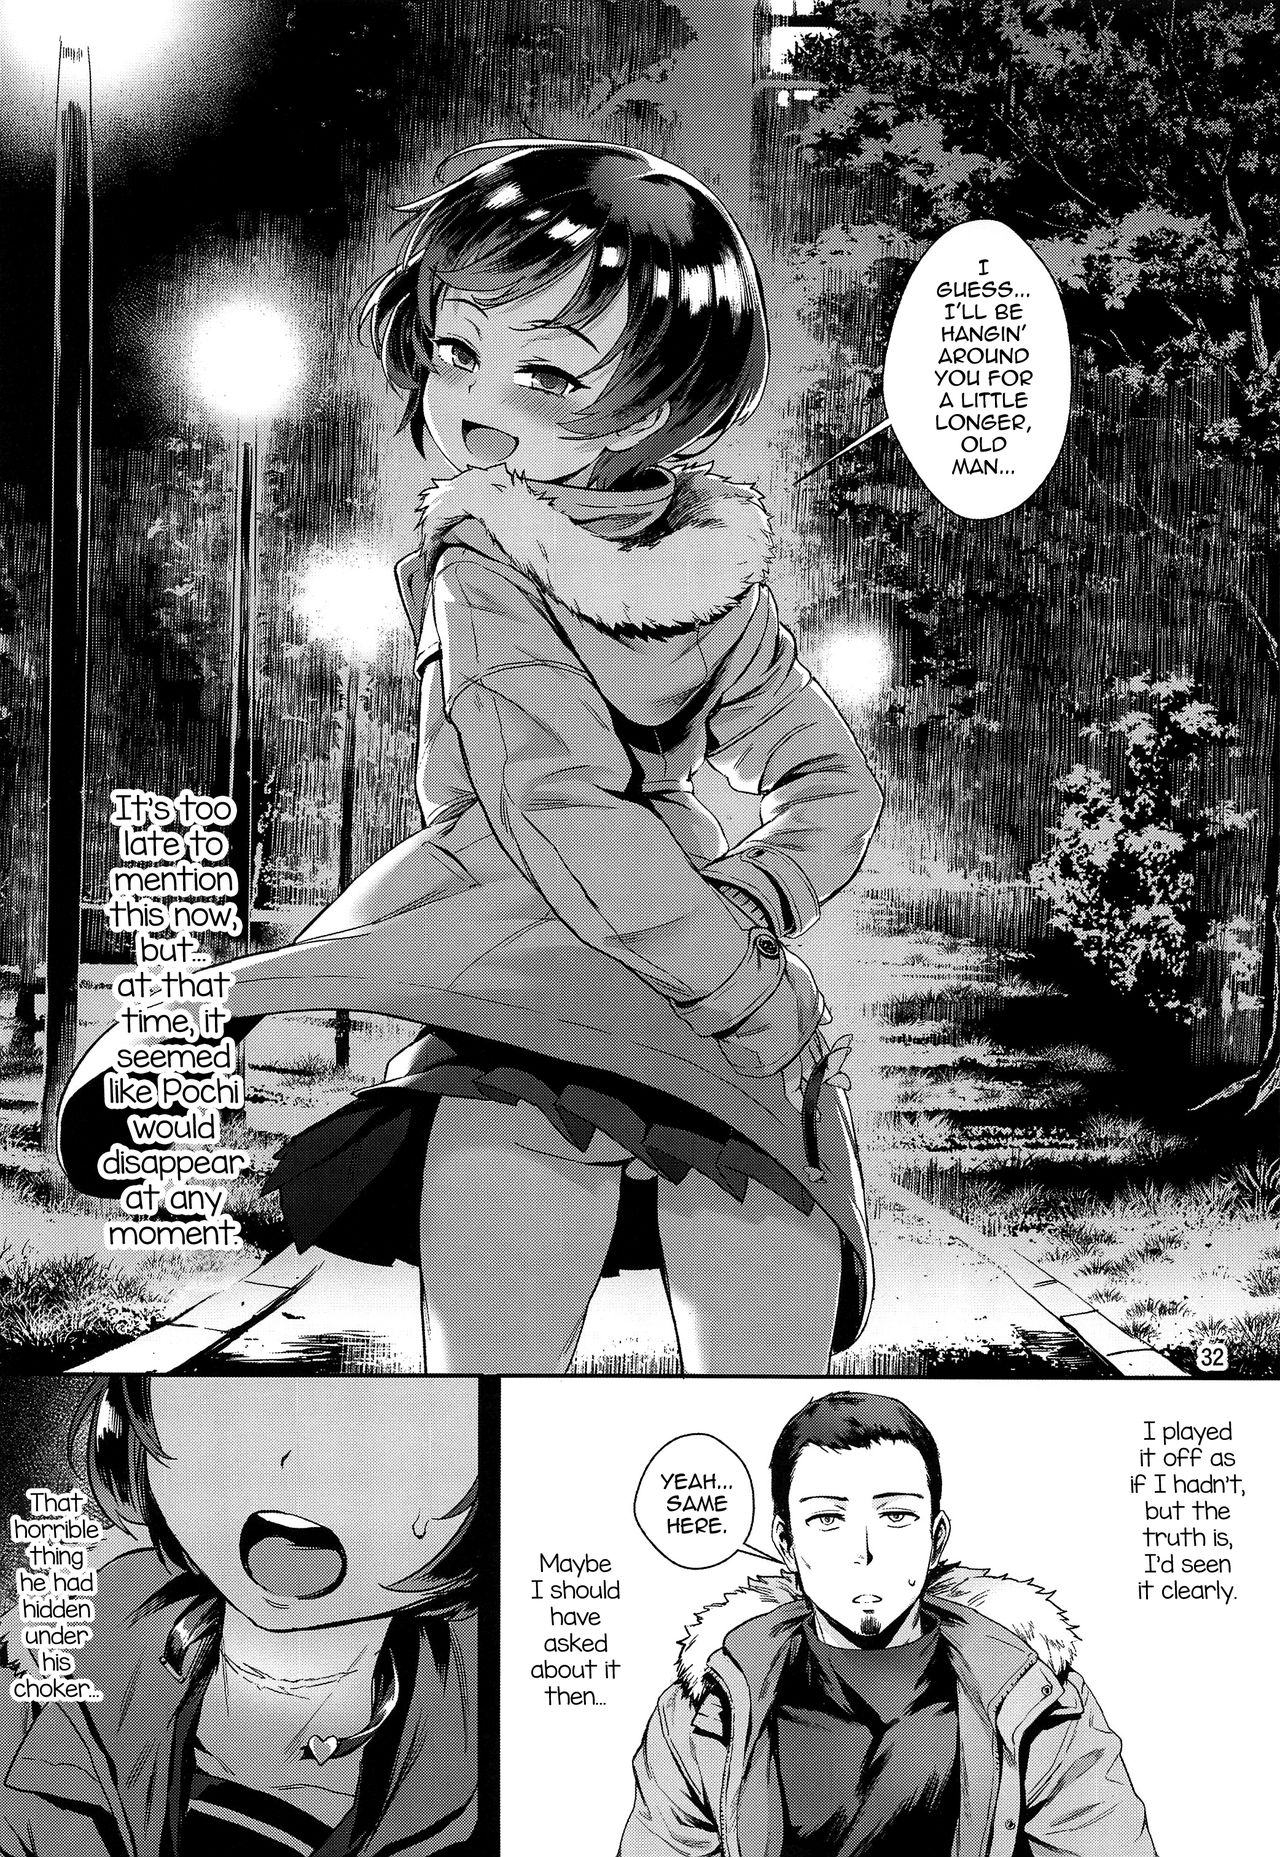 I
GUESS...
I'LL BE
HANGIN'
AROUND
YOU FOR
A LITTLE
LONGER,
OLD
MAN...
It's too
late to
mention
this now,
but...
at that
time, it
seemed
like Pochi
would
disappear
at any
moment.
32
I played
it off as
if I hadn't,
but the
truth is,
I'd seen
it clearly.
YEAH...
SAME
HERE.
Maybe
I should
have
asked
about it
then...
That
horrible
thing
he had
hidden
under
his
choker...